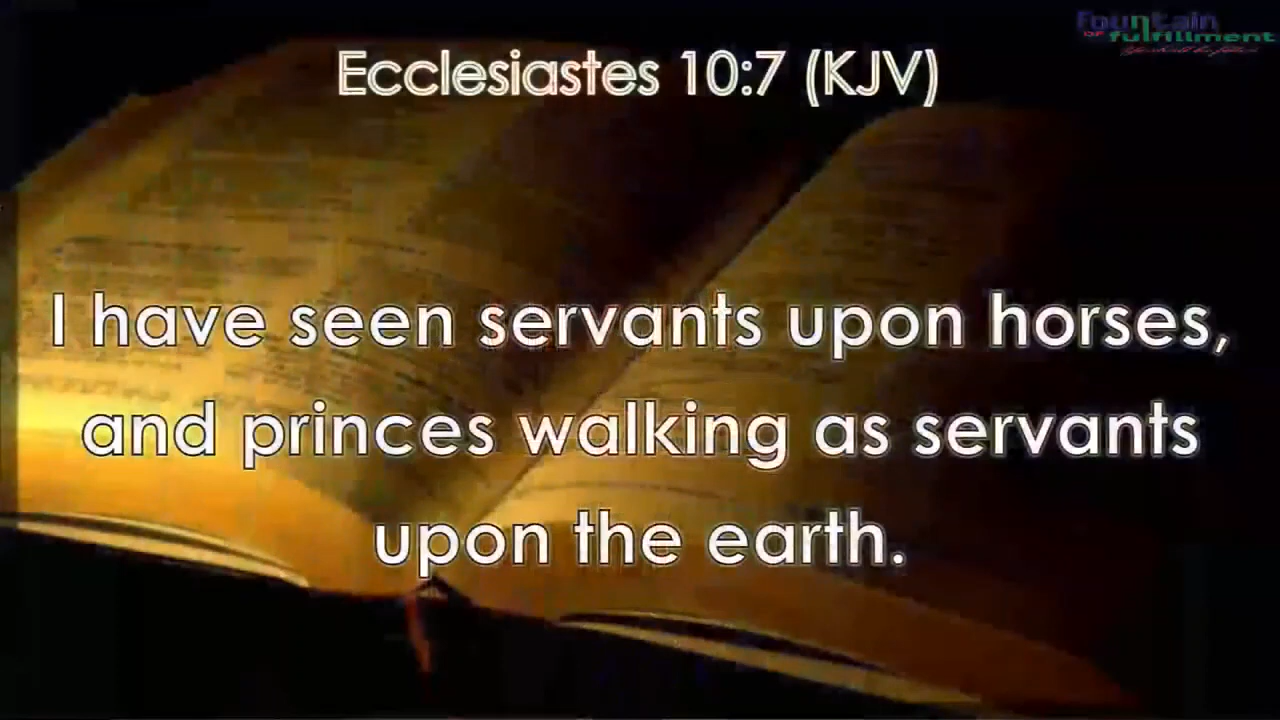 Fountain
OF fulfillment
Ecclesiastes 10:7 (KJV)
I have seen servants upon horses,
and princes walking as servants
upon the earth.